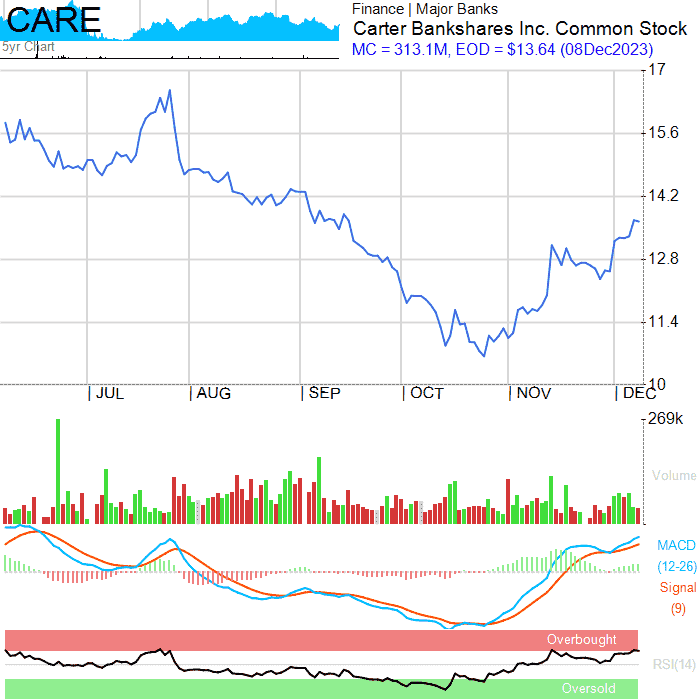 CARE
5yr Chart
Finance | Major Banks
Carter Bankshares Inc. Common Stock
MC = 313.1M, EOD = $13.64 (08Dec2023)
17
15.6
14.2
12.8
11.4
10
| JUL | AUG | SEP | OCT | NOV | DEC
269k
Volume
MACD
(12-26)
Signal
(9)
Overbought
RSI(14)
Oversold